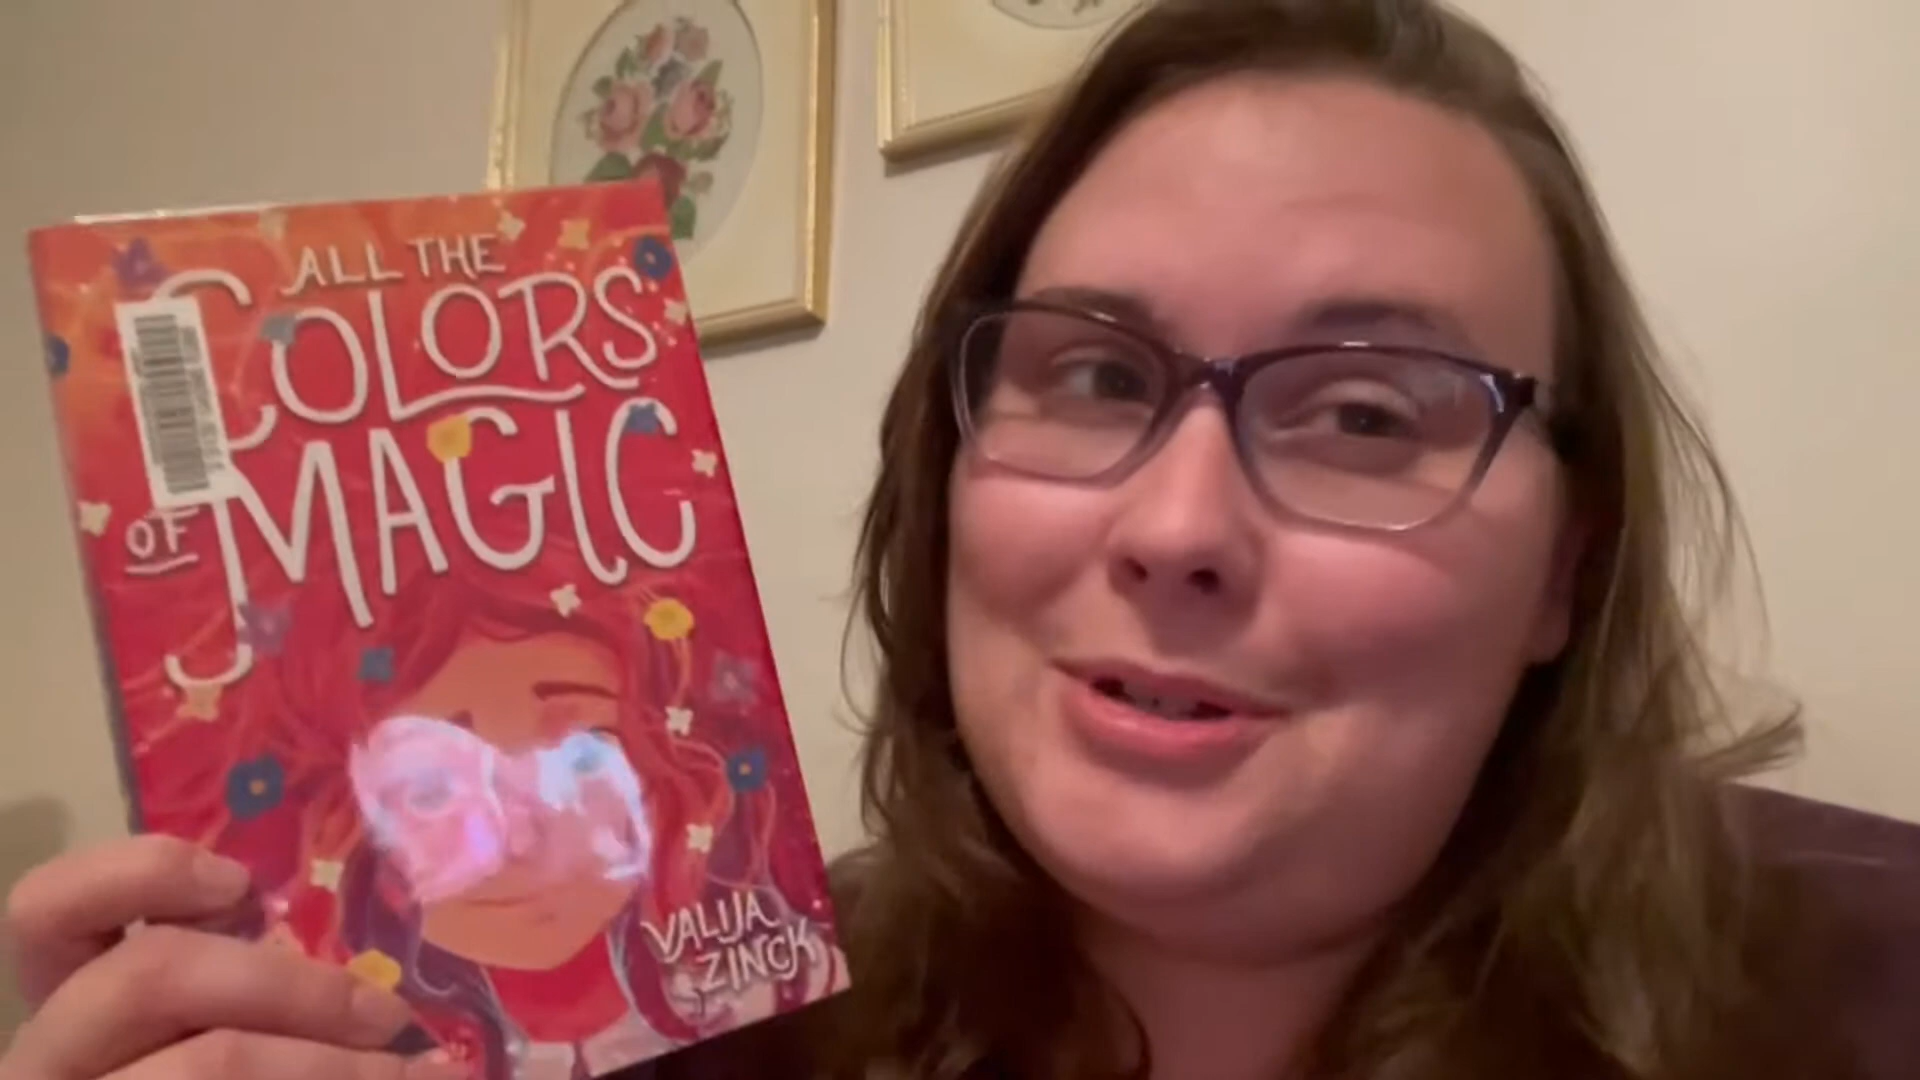 ALL THE
COLORS
OF MAGIC
VALIJA
ZINCK